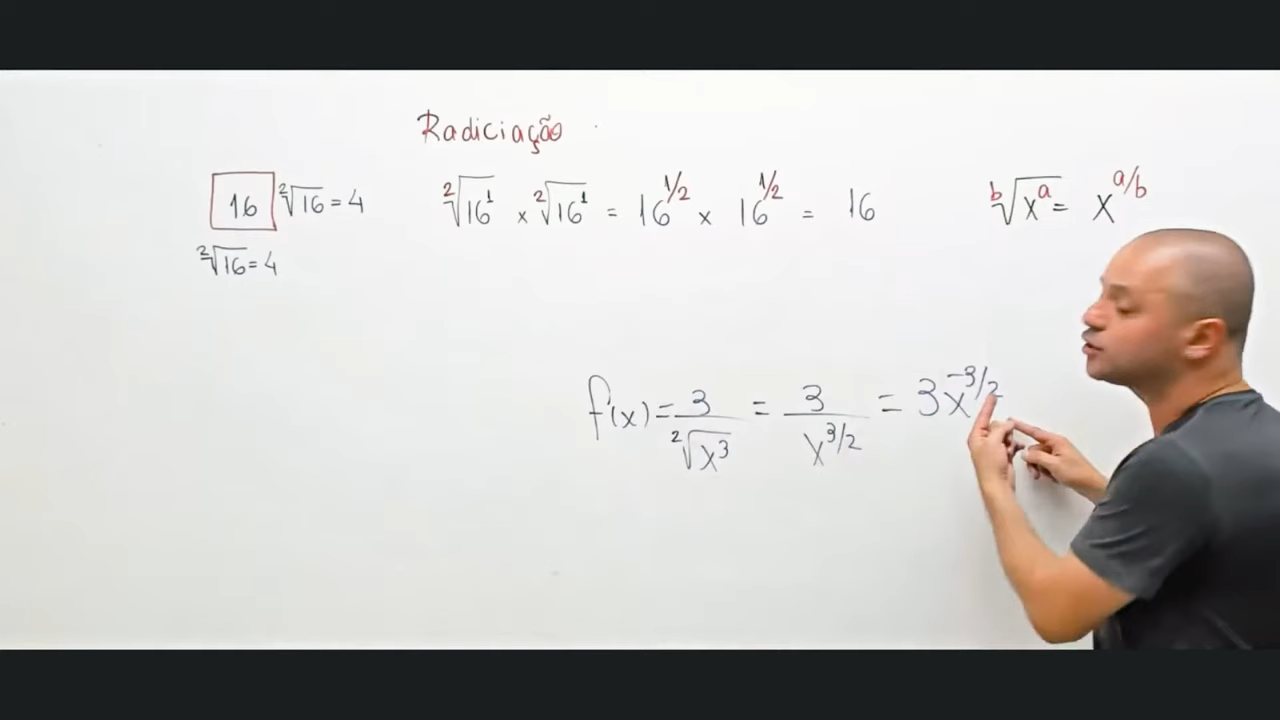 Radiciação
16 ²√16 = 4
²√16 = 4
²√16¹ × ²√16¹ = 16^1/2 × 16^1/2 = 16
ᵇ√xᵃ = x^a/b
f'(x) = 3/²√x³ = 3/x^3/2 = 3x^-3/2